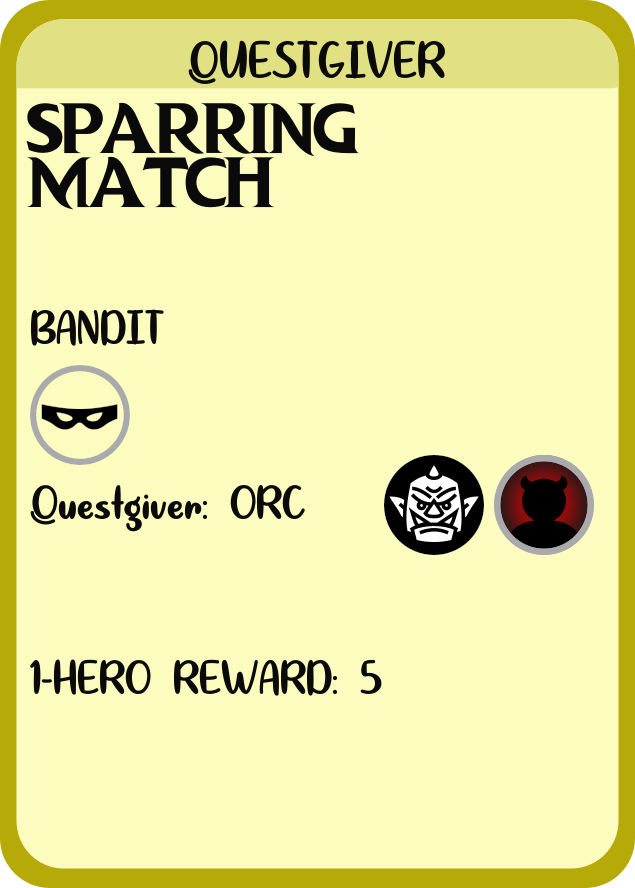 QUESTGIVER
SPARRING
MATCH
BANDIT
Questgiver: ORC
1-HERO REWARD: 5